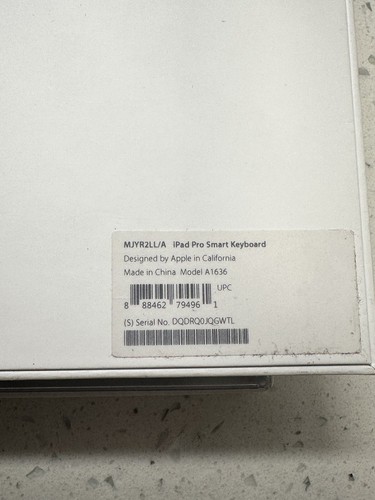 MJYR2LL/A iPad Pro Smart Keyboard
Designed by Apple in California
Made in China Model A1636
UPC
8 88462 79496 1
(S) Serial No. DQDRQ0JQGWTL